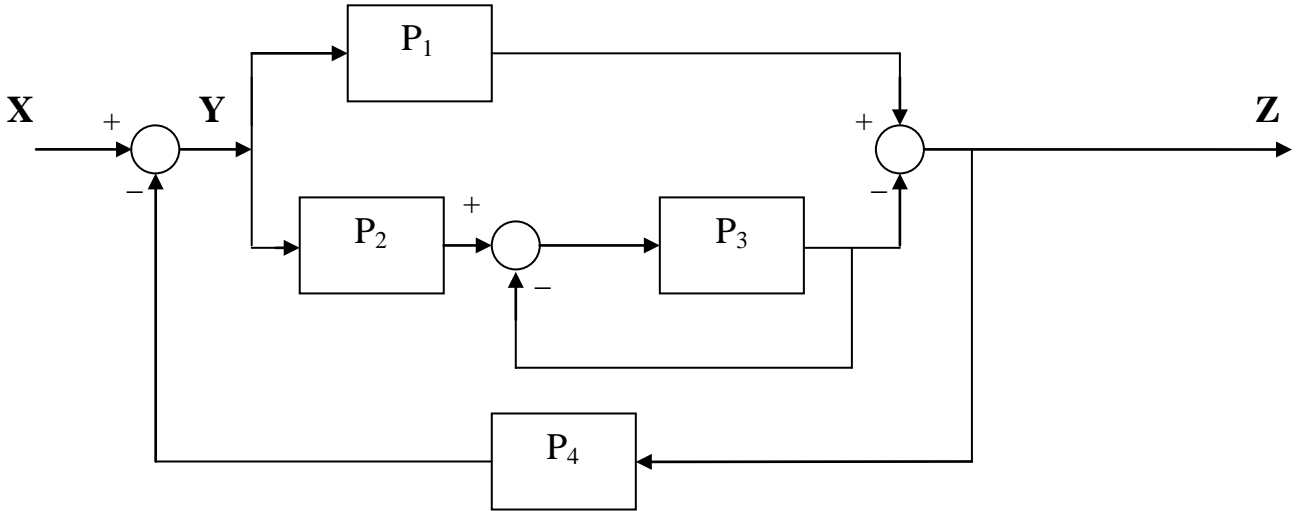 P₁
X + Y + Z
− −
P₂ + P₃
−
P₄